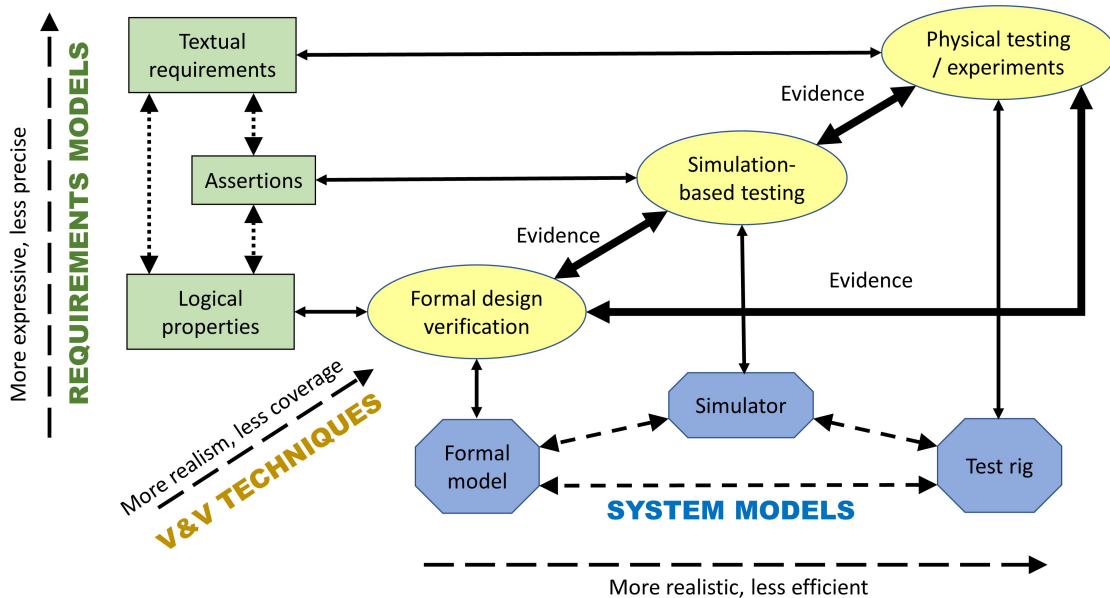 Textual
requirements
Physical testing
/ experiments
Evidence
Assertions
Simulation-
based testing
Evidence
Evidence
Logical
properties
Formal design
verification
More expressive, less precise
REQUIREMENTS MODELS
More realism, less coverage
V&V TECHNIQUES
Simulator
Formal
model
Test rig
SYSTEM MODELS
More realistic, less efficient